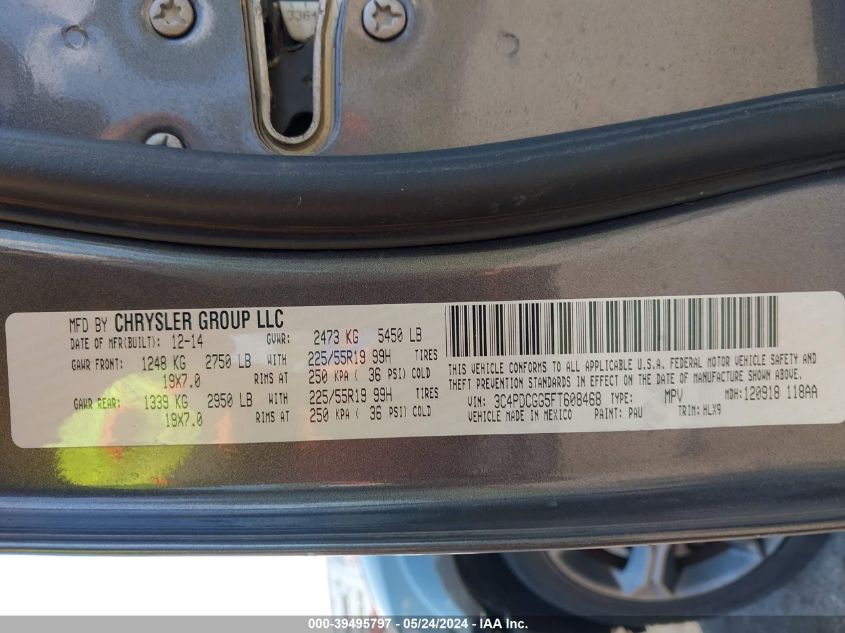 MFD BY CHRYSLER GROUP LLC
DATE OF MFR(BUILT): 12-14 GVWR: 2473 KG 5450 LB
GAWR FRONT: 1248 KG 2750 LB WITH 225/55R19 99H TIRES
19X7.0 RIMS AT 250 KPA ( 36 PSI) COLD
GAWR REAR: 1339 KG 2950 LB WITH 225/55R19 99H TIRES
19X7.0 RIMS AT 250 KPA ( 36 PSI) COLD
THIS VEHICLE CONFORMS TO ALL APPLICABLE U.S.A. FEDERAL MOTOR VEHICLE SAFETY AND
THEFT PREVENTION STANDARDS IN EFFECT ON THE DATE OF MANUFACTURE SHOWN ABOVE.
VIN: 3C4PDCGG5FT608468 TYPE: MPV MDH:120918 118AA
VEHICLE MADE IN MEXICO PAINT: PAU TRIM: HLX9
000-39495797 - 05/24/2024 - IAA Inc.